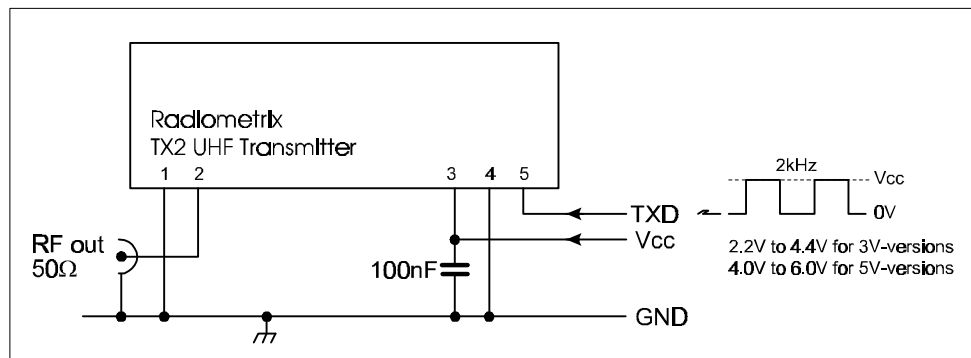 Radiometrix
TX2 UHF Transmitter
1 2 3 4 5
2kHz
Vcc
0V
TXD
Vcc
RF out
50Ω
100nF
2.2V to 4.4V for 3V-versions
4.0V to 6.0V for 5V-versions
GND